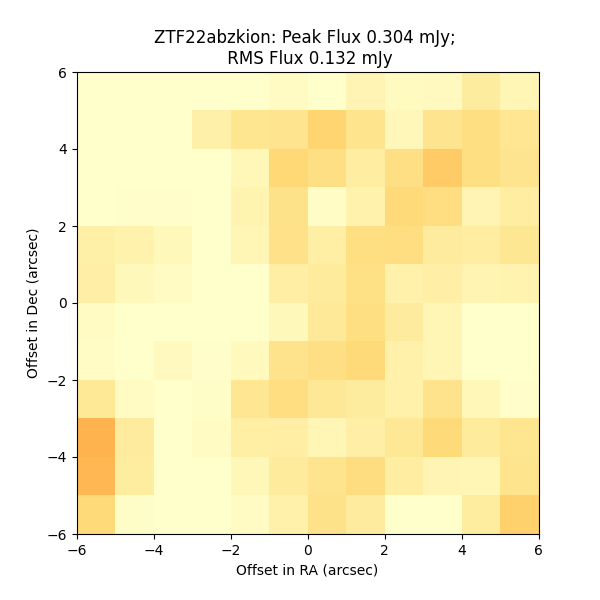 ZTF22abzkion: Peak Flux 0.304 mJy;
RMS Flux 0.132 mJy
6
4
2
0
−2
−4
−6
Offset in Dec (arcsec)
−6 −4 −2 0 2 4 6
Offset in RA (arcsec)